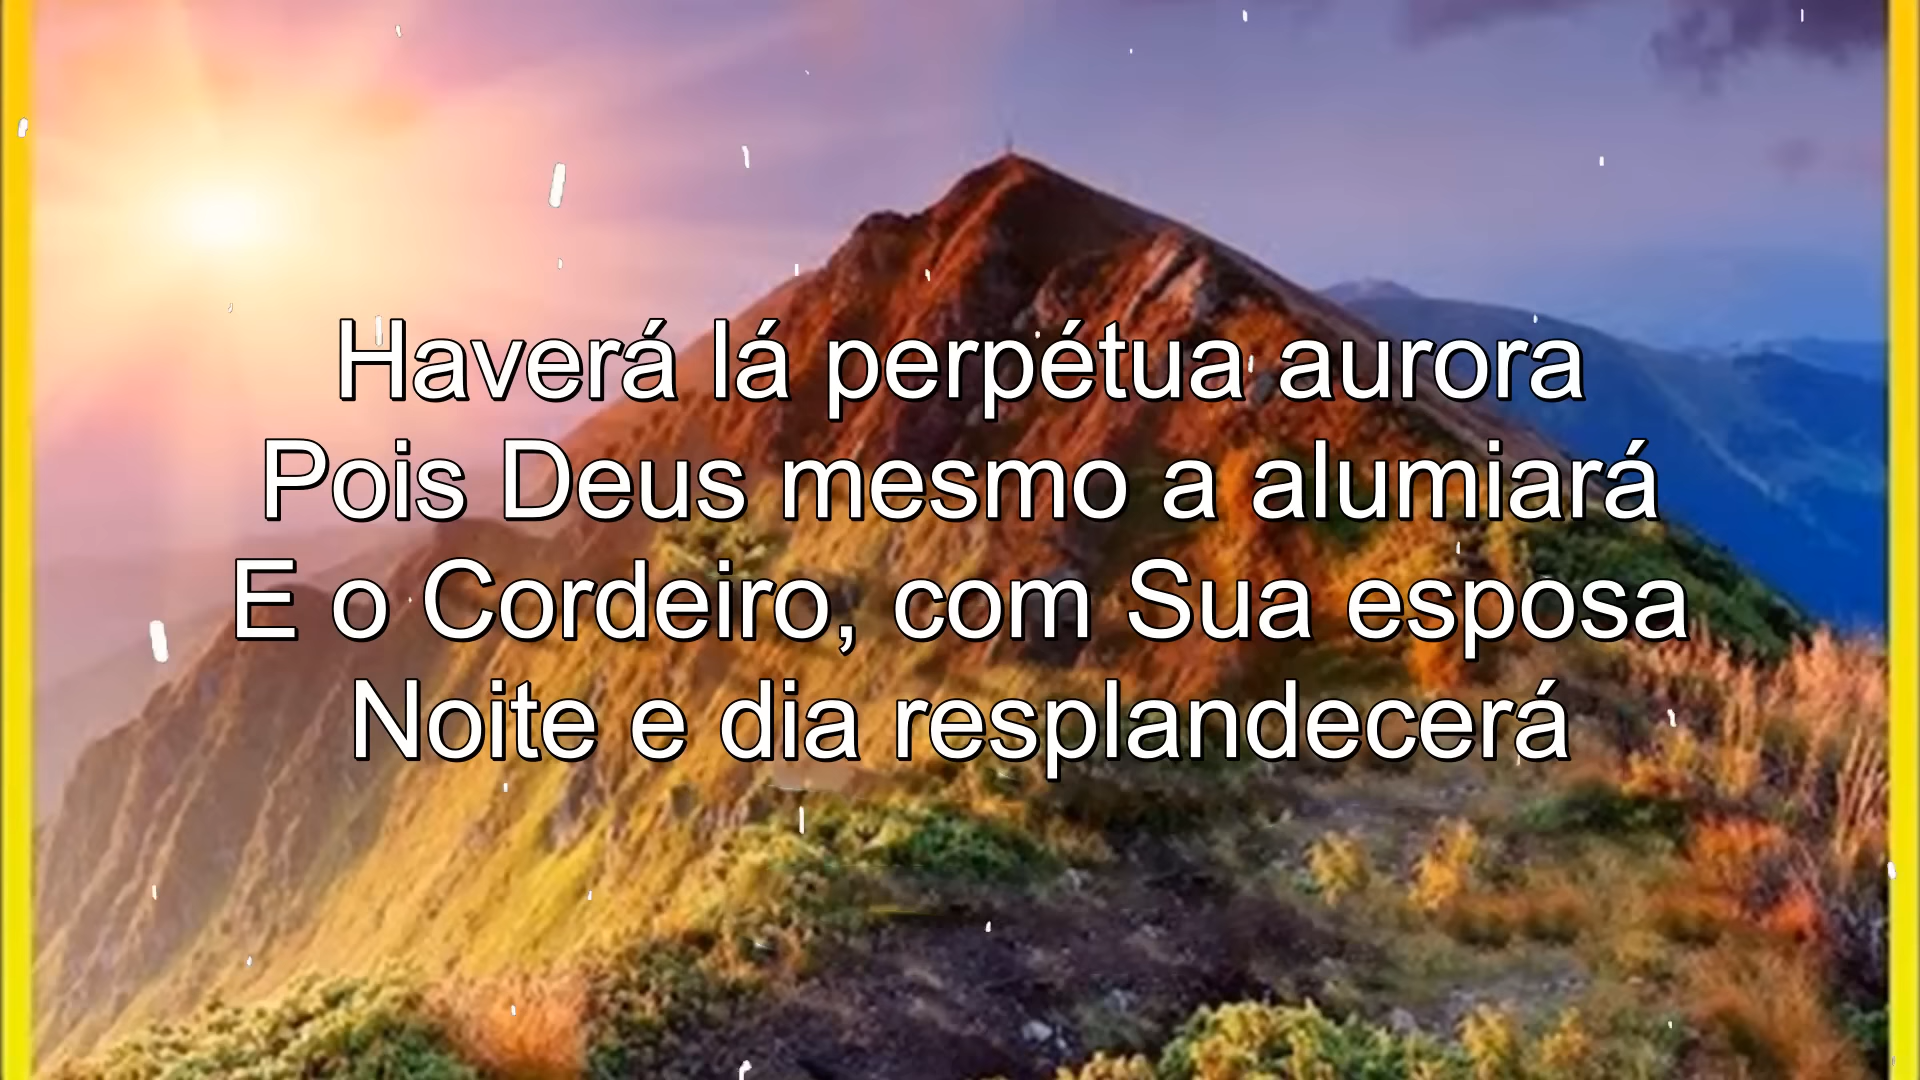 Haverá lá perpétua aurora
Pois Deus mesmo a alumiará
E o Cordeiro, com Sua esposa
Noite e dia resplandecerá